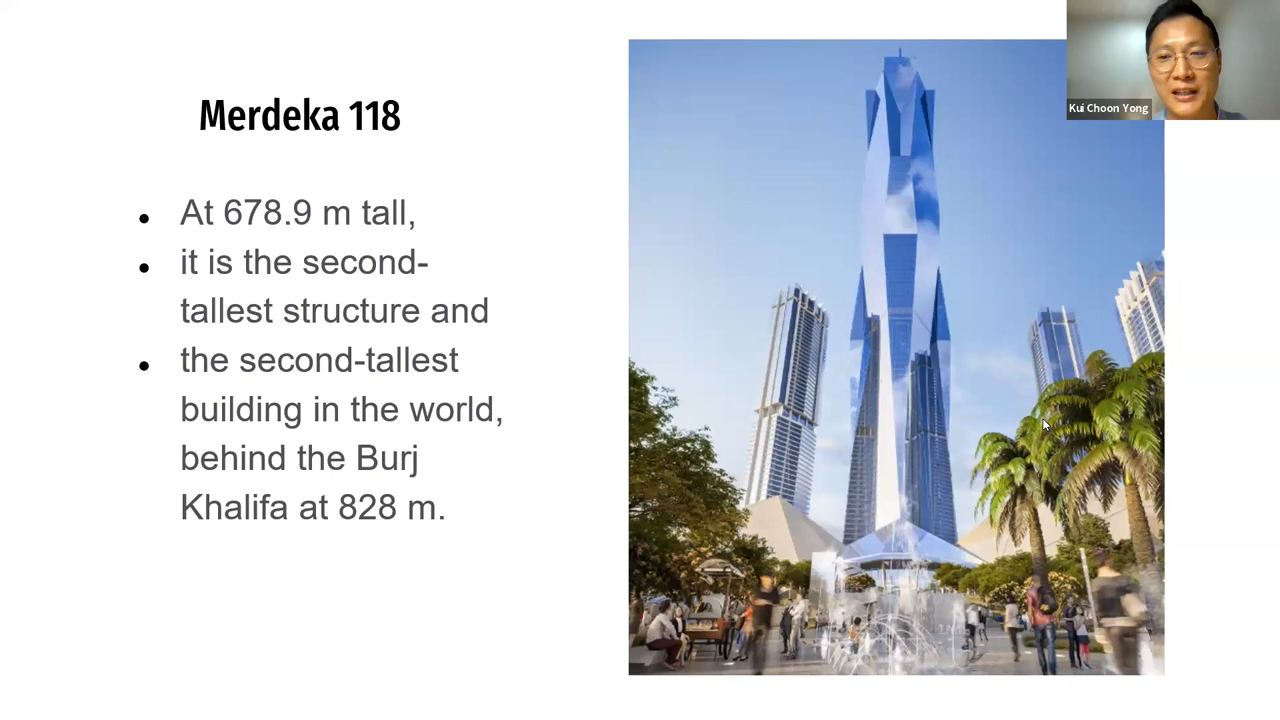 Merdeka 118
Kui Choon Yong
At 678.9 m tall,
it is the second-
tallest structure and
the second-tallest
building in the world,
behind the Burj
Khalifa at 828 m.